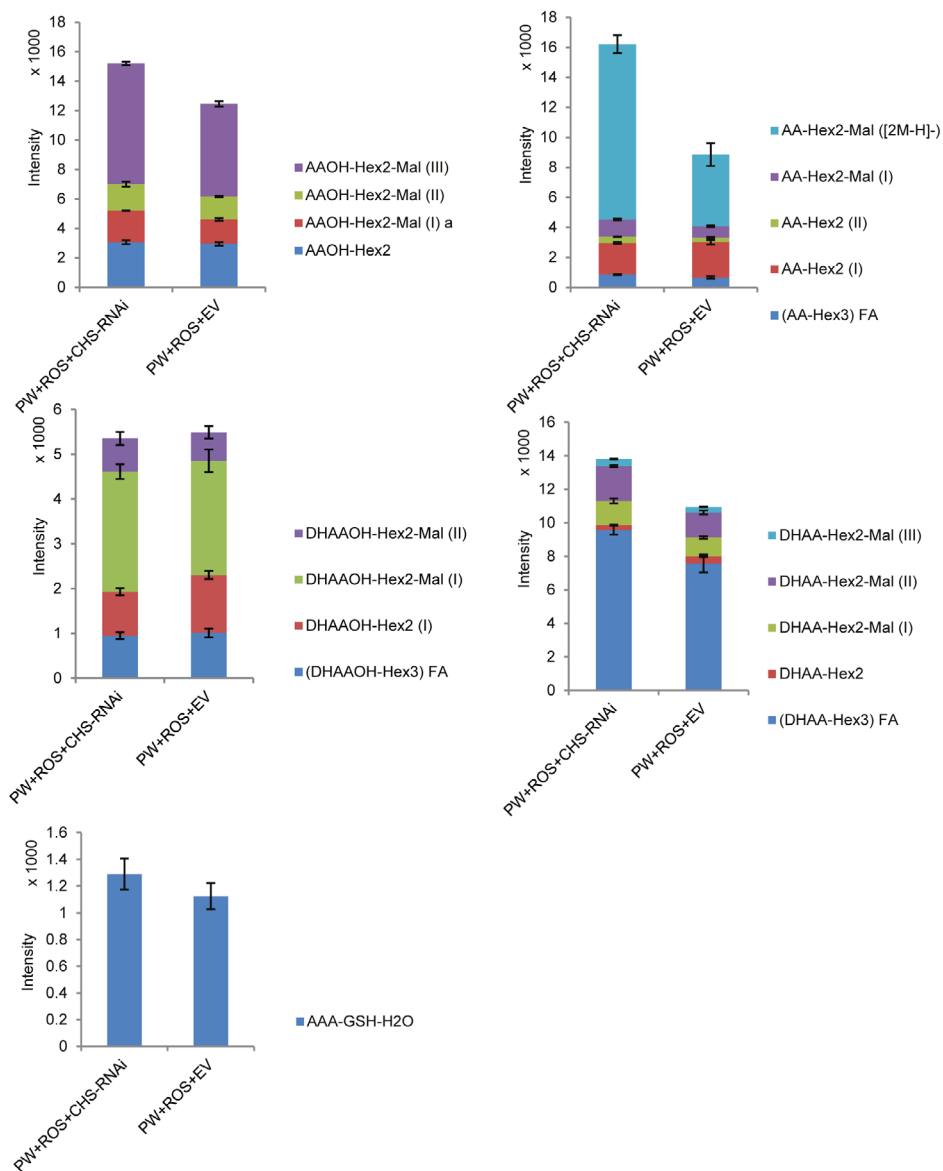 18
16
14
12
10
8
6
4
2
0
x 1000
Intensity
PW+ROS+CHS-RNAi
PW+ROS+EV
AAOH-Hex2-Mal (III)
AAOH-Hex2-Mal (II)
AAOH-Hex2-Mal (I) a
AAOH-Hex2
18
16
14
12
10
8
6
4
2
0
x 1000
Intensity
PW+ROS+CHS-RNAi
PW+ROS+EV
AA-Hex2-Mal ([2M-H]-)
AA-Hex2-Mal (I)
AA-Hex2 (II)
AA-Hex2 (I)
(AA-Hex3) FA
6
5
4
3
2
1
0
x 1000
Intensity
PW+ROS+CHS-RNAi
PW+ROS+EV
DHAAOH-Hex2-Mal (II)
DHAAOH-Hex2-Mal (I)
DHAAOH-Hex2 (I)
(DHAAOH-Hex3) FA
16
14
12
10
8
6
4
2
0
x 1000
Intensity
PW+ROS+CHS-RNAi
PW+ROS+EV
DHAA-Hex2-Mal (III)
DHAA-Hex2-Mal (II)
DHAA-Hex2-Mal (I)
DHAA-Hex2
(DHAA-Hex3) FA
1.6
1.4
1.2
1
0.8
0.6
0.4
0.2
0
x 1000
Intensity
PW+ROS+CHS-RNAi
PW+ROS+EV
AAA-GSH-H2O